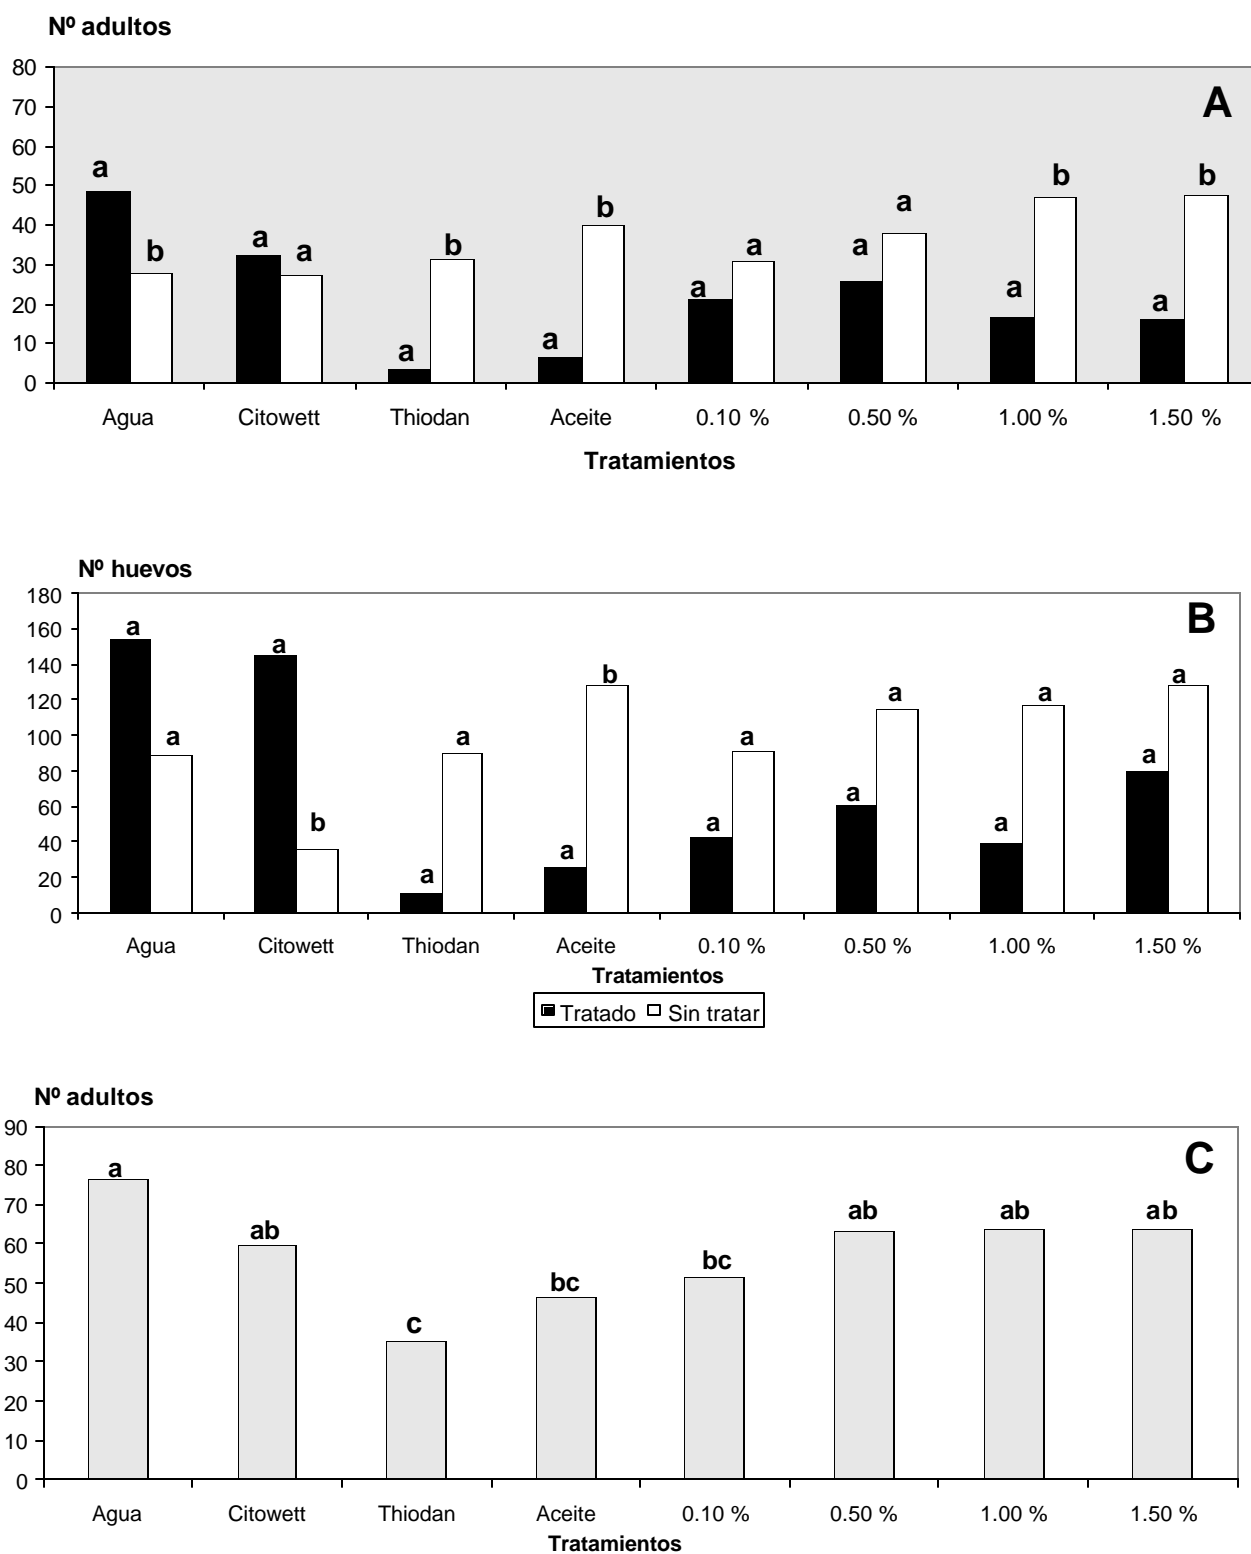 Nº adultos
80
70
60
50
40
30
20
10
0
A
a
b
a
a
a
b
a
b
a
a
a
a
a
b
a
b
Agua Citowett Thiodan Aceite 0.10 % 0.50 % 1.00 % 1.50 %
Tratamientos
Nº huevos
180
160
140
120
100
80
60
40
20
0
B
a
a
a
b
a
a
a
b
a
a
a
a
a
a
a
a
Agua Citowett Thiodan Aceite 0.10 % 0.50 % 1.00 % 1.50 %
Tratamientos
Tratado Sin tratar
Nº adultos
90
80
70
60
50
40
30
20
10
0
C
a
ab
c
bc
bc
ab
ab
ab
Agua Citowett Thiodan Aceite 0.10 % 0.50 % 1.00 % 1.50 %
Tratamientos